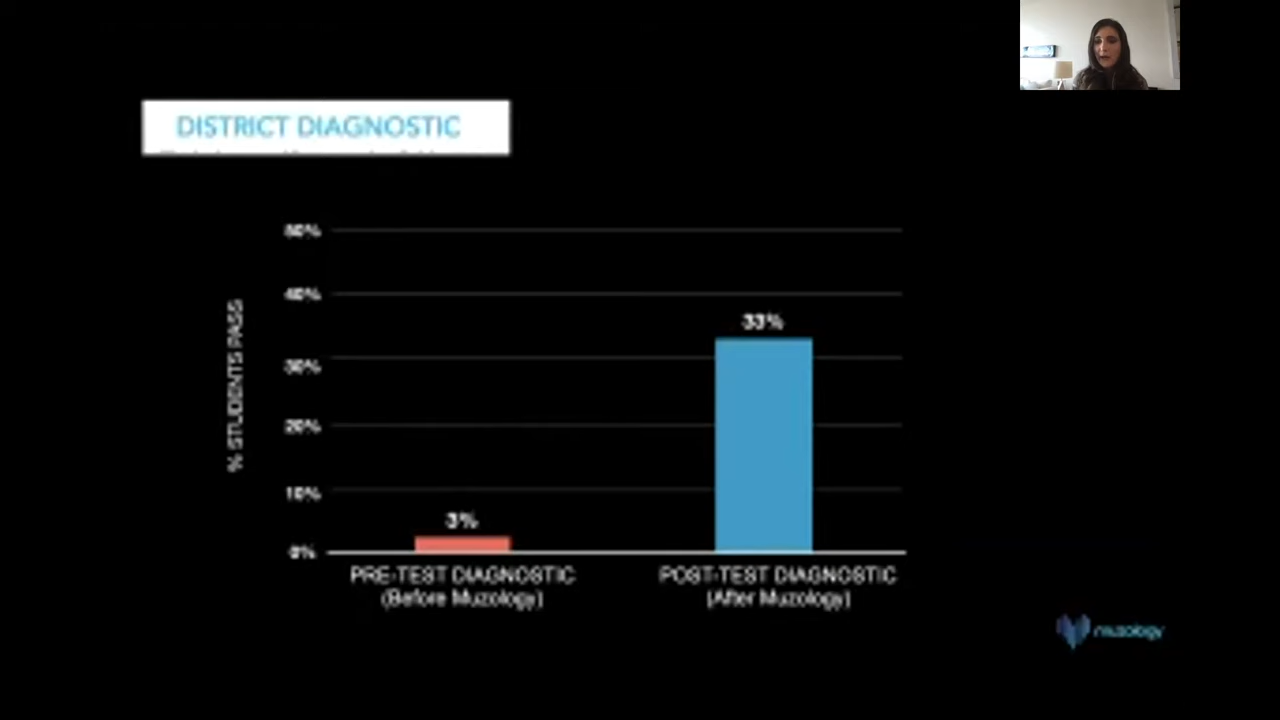 DISTRICT DIAGNOSTIC
50%
40%
30%
20%
10%
0%
% STUDENTS PASS
3%
33%
PRE-TEST DIAGNOSTIC
(Before Muzology)
POST-TEST DIAGNOSTIC
(After Muzology)
muzology